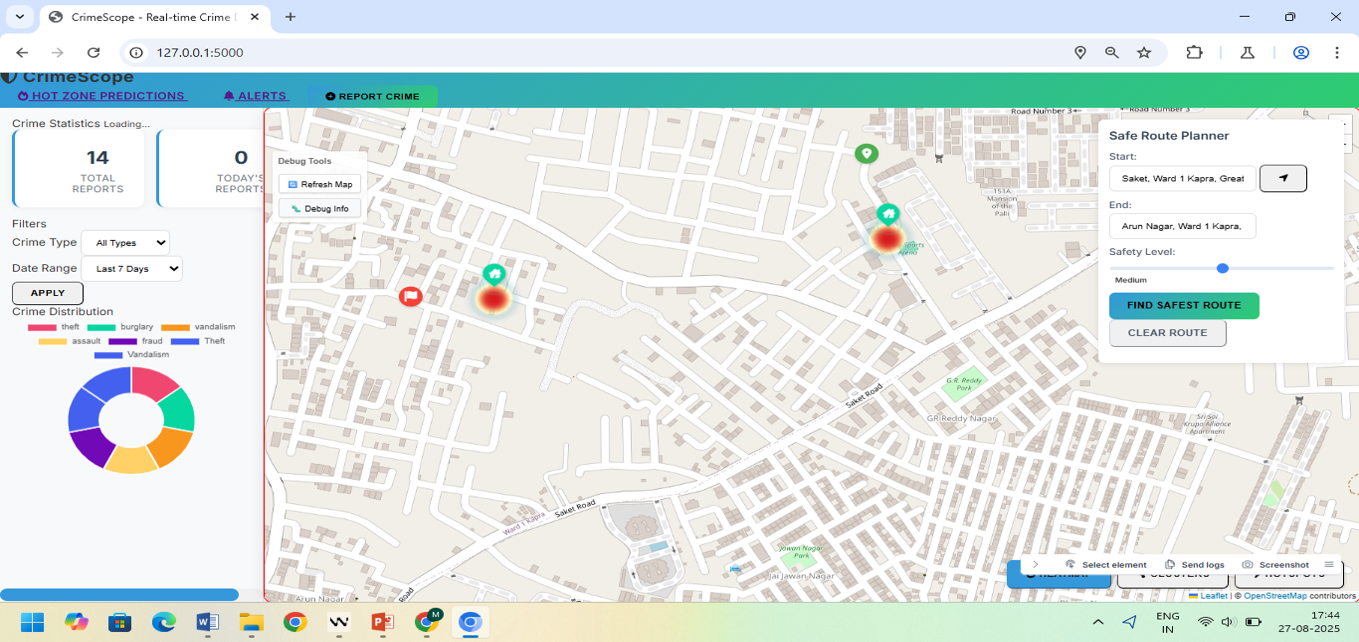 CrimeScope - Real-time Crime D
127.0.0.1:5000
CrimeScope
HOT ZONE PREDICTIONS
ALERTS
REPORT CRIME
Crime Statistics Loading...
14
TOTAL
REPORTS
0
TODAY'S
REPORTS
Filters
Crime Type All Types
Date Range Last 7 Days
APPLY
Crime Distribution
theft burglary vandalism
assault fraud Theft
Vandalism
Debug Tools
Refresh Map
Debug Info
Road Number 3
Road Number 3
151A
Mansion
of the
Palli
Saket Road
G.R. Reddy
Park
GR Reddy Nagar
Sri Sai
Krupa Alliance
Apartment
Saket Road
Ward 1 Kapra
Jawan Nagar
Park
Jai Jawan Nagar
Arun Nagar
Road
Safe Route Planner
Start:
Saket, Ward 1 Kapra, Great
End:
Arun Nagar, Ward 1 Kapra,
Safety Level:
Medium
FIND SAFEST ROUTE
CLEAR ROUTE
Select element Send logs Screenshot
HEATMAP CLUSTERS HOTSPOTS
Leaflet | © OpenStreetMap contributors
M
ENG
IN
17:44
27-08-2025